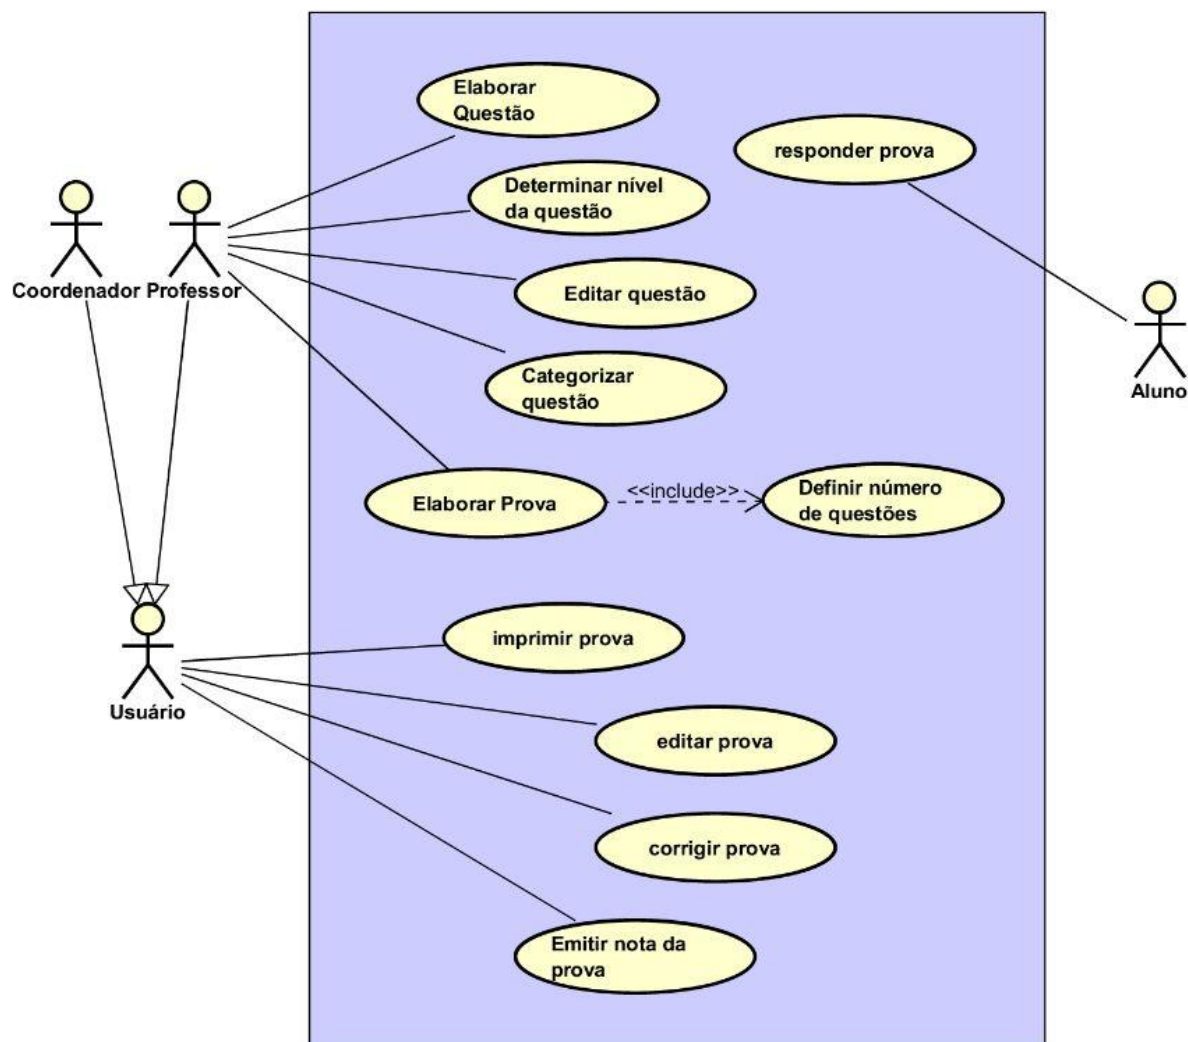 Elaborar
Questão
responder prova
Determinar nível
da questão
Coordenador
Professor
Editar questão
Aluno
Categorizar
questão
Elaborar Prova
<<include>>
Definir número
de questões
imprimir prova
Usuário
editar prova
corrigir prova
Emitir nota da
prova